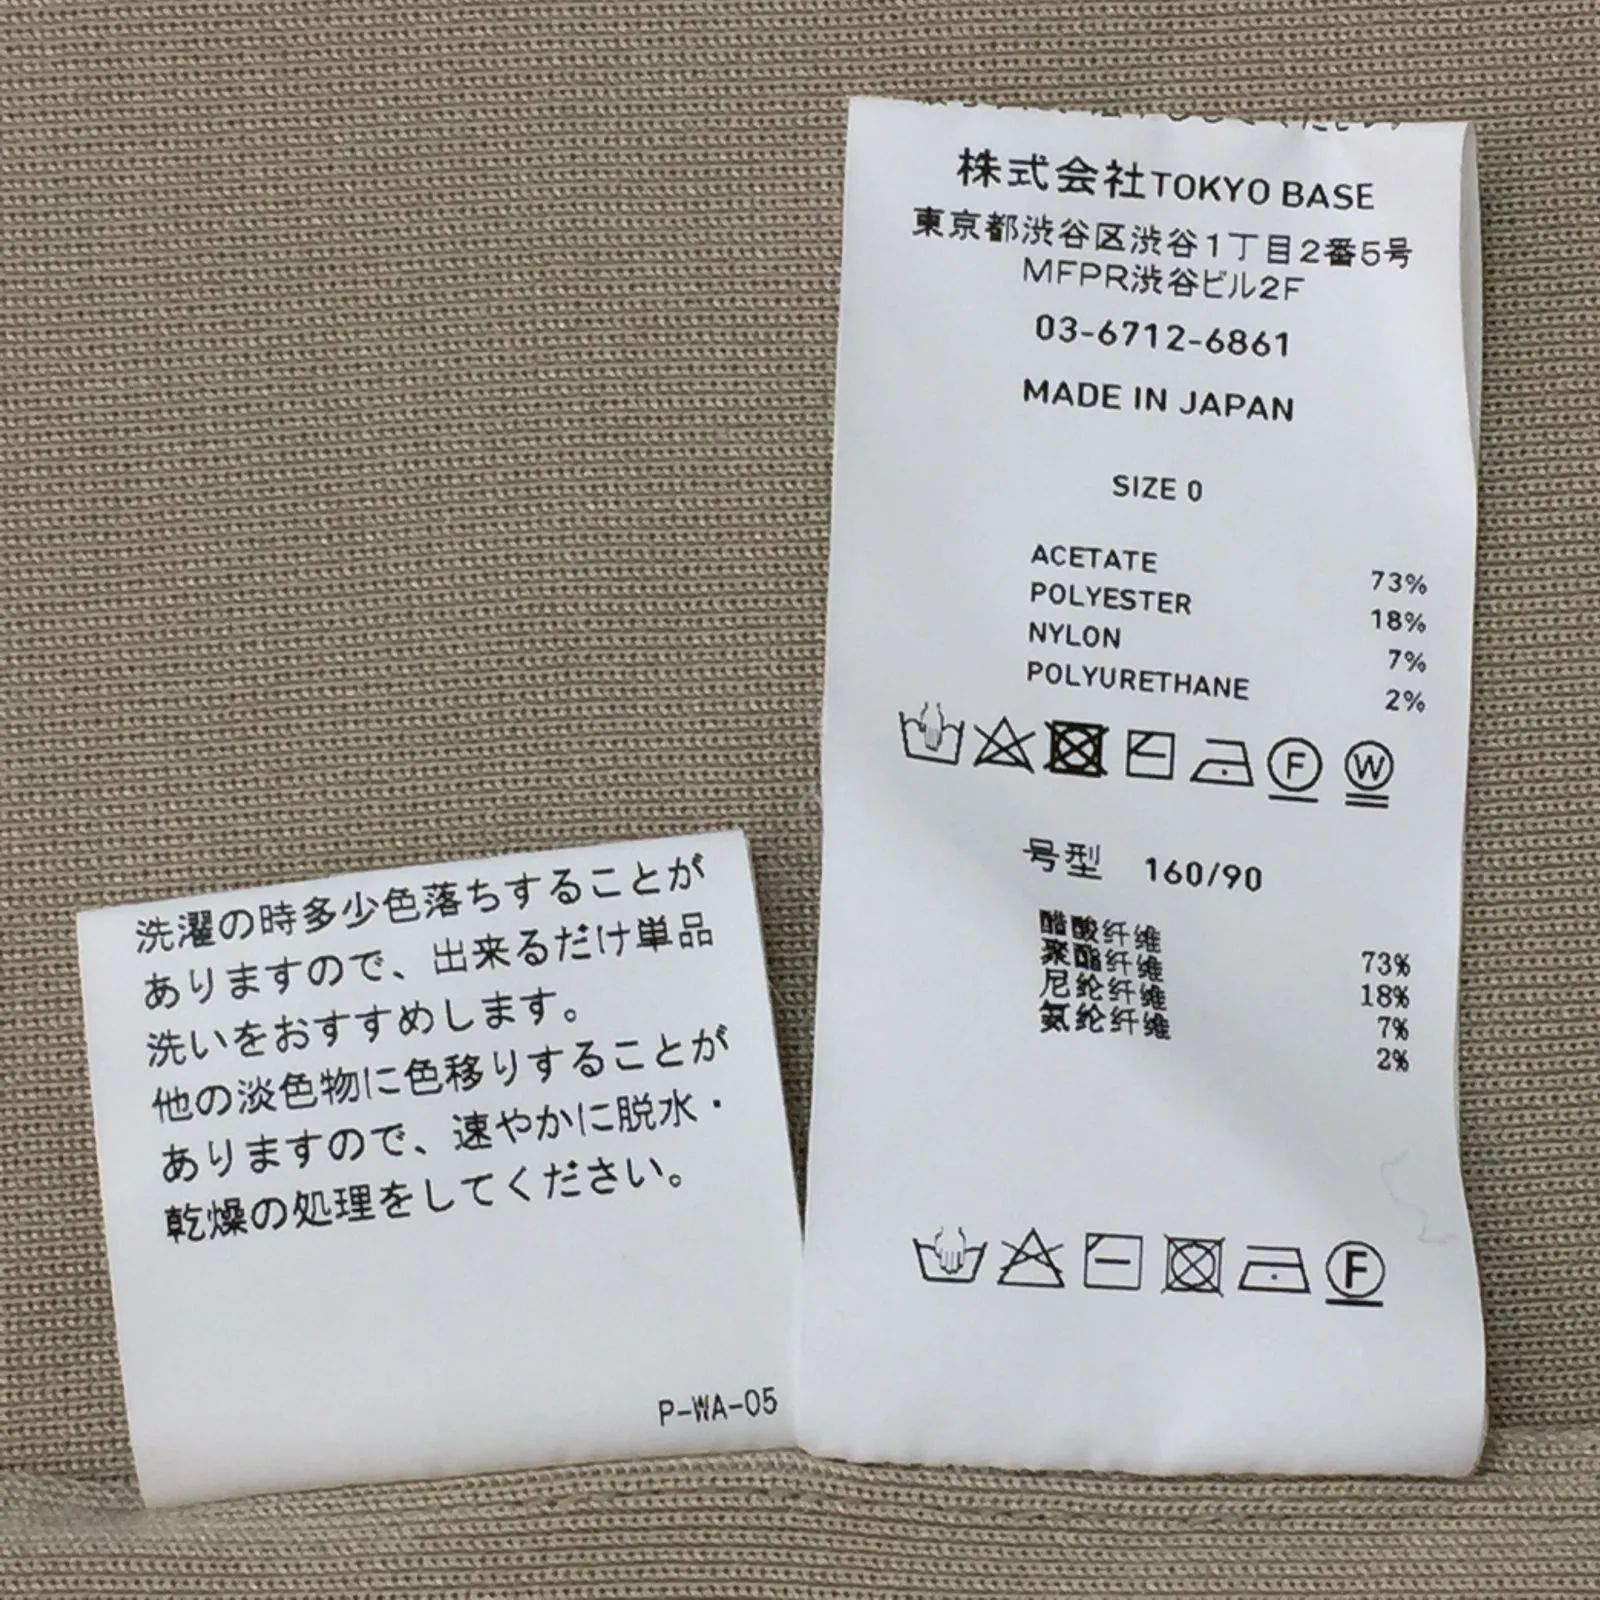 洗濯の時多少色落ちすることが
ありますので、出来るだけ単品
洗いをおすすめします。
他の淡色物に色移りすることが
ありますので、速やかに脱水・
乾燥の処理をしてください。
P-WA-05
ください
株式会社TOKYO BASE
東京都渋谷区渋谷1丁目2番5号
MFPR渋谷ビル2F
03-6712-6861
MADE IN JAPAN
SIZE 0
ACETATE 73%
POLYESTER 18%
NYLON 7%
POLYURETHANE 2%
F W
号型 160/90
醋酸纤维 73%
聚酯纤维 18%
尼纶纤维 7%
氨纶纤维 2%
F